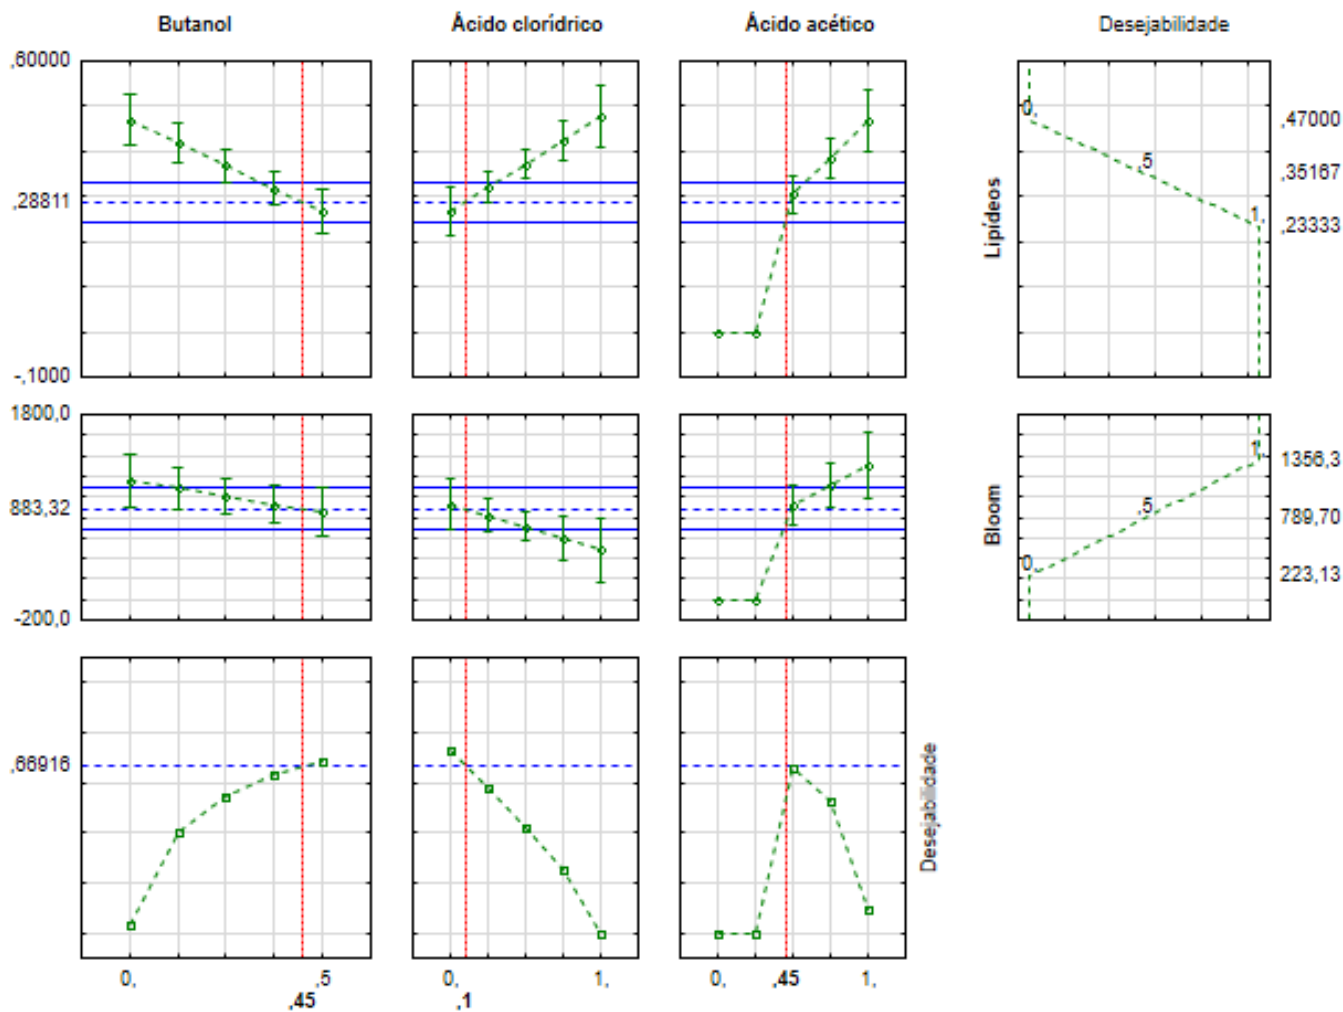 Butanol
Ácido clorídrico
Ácido acético
Desejabilidade
,60000
,28811
-,1000
0,
,5
1,
Lipídeos
,47000
,35167
,23333
1800,0
883,32
-200,0
1,
,5
0,
Bloom
1356,3
789,70
223,13
,66916
Desejabilidade
0, ,5
,45
0, 1,
,1
0, ,45 1,